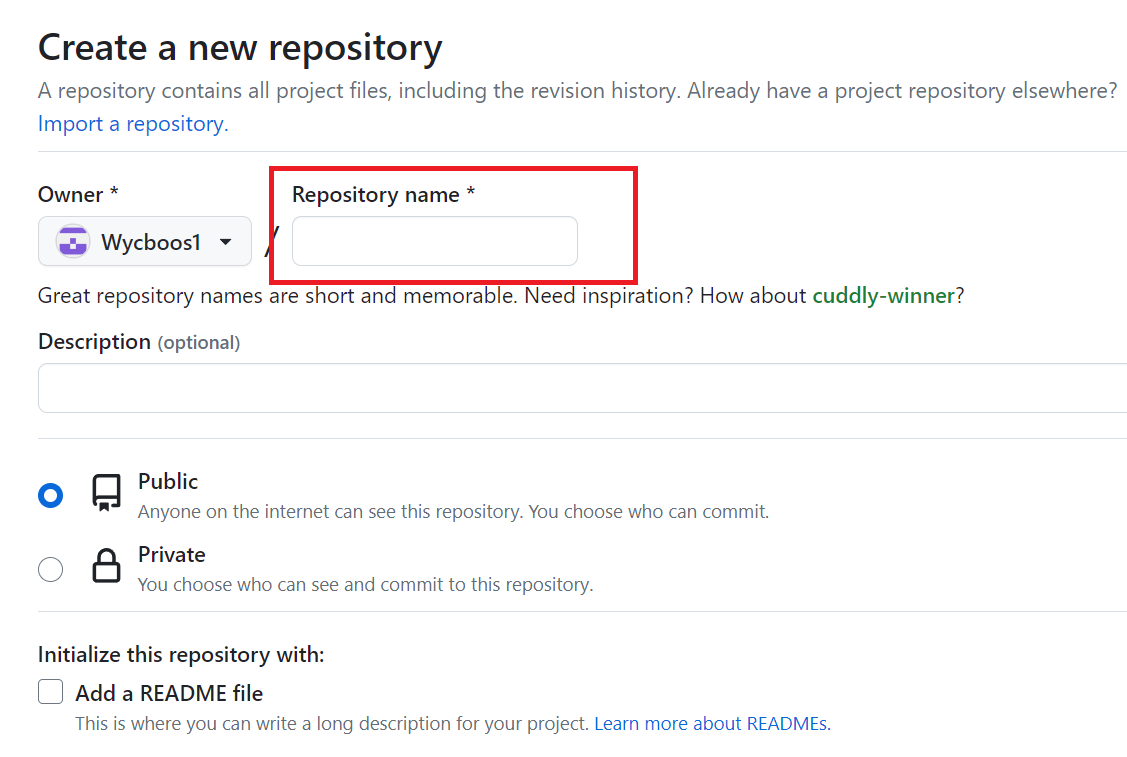 Create a new repository
A repository contains all project files, including the revision history. Already have a project repository elsewhere?
Import a repository.
Owner *
Repository name *
Wycboos1
/
Great repository names are short and memorable. Need inspiration? How about cuddly-winner?
Description (optional)
Public
Anyone on the internet can see this repository. You choose who can commit.
Private
You choose who can see and commit to this repository.
Initialize this repository with:
Add a README file
This is where you can write a long description for your project. Learn more about READMEs.